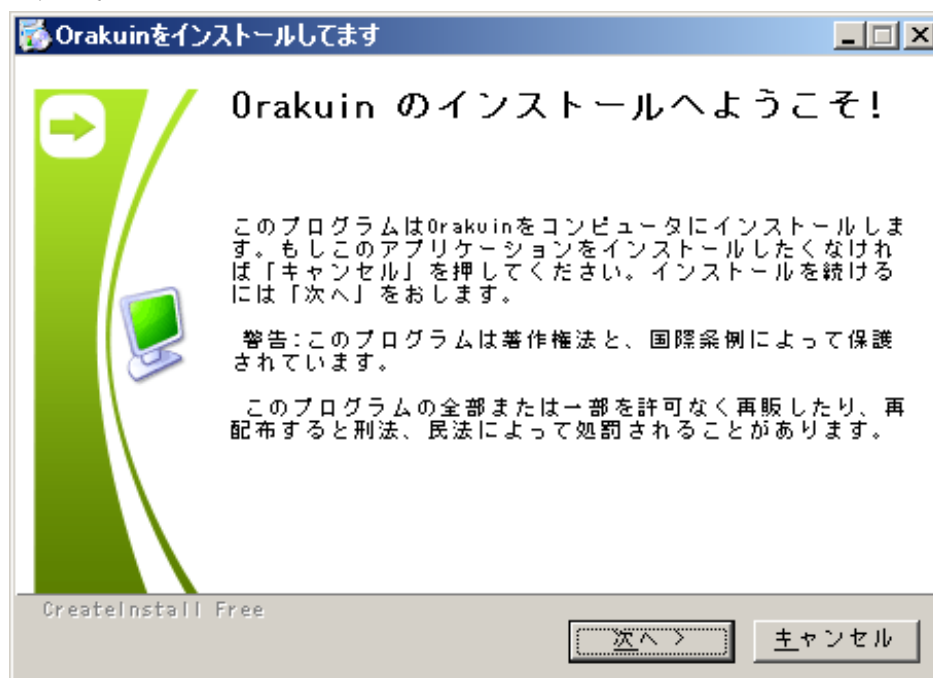 Orakuinをインストールしてます
Orakuin のインストールへようこそ!
このプログラムはOrakuinをコンピュータにインストールしま
す。もしこのアプリケーションをインストールしたくなけれ
ば「キャンセル」を押してください。インストールを続ける
には「次へ」をおします。
警告:このプログラムは著作権法と、国際条例によって保護
されています。
このプログラムの全部または一部を許可なく再販したり、再
配布すると刑法、民法によって処罰されることがあります。
CreateInstall Free
次へ >
キャンセル